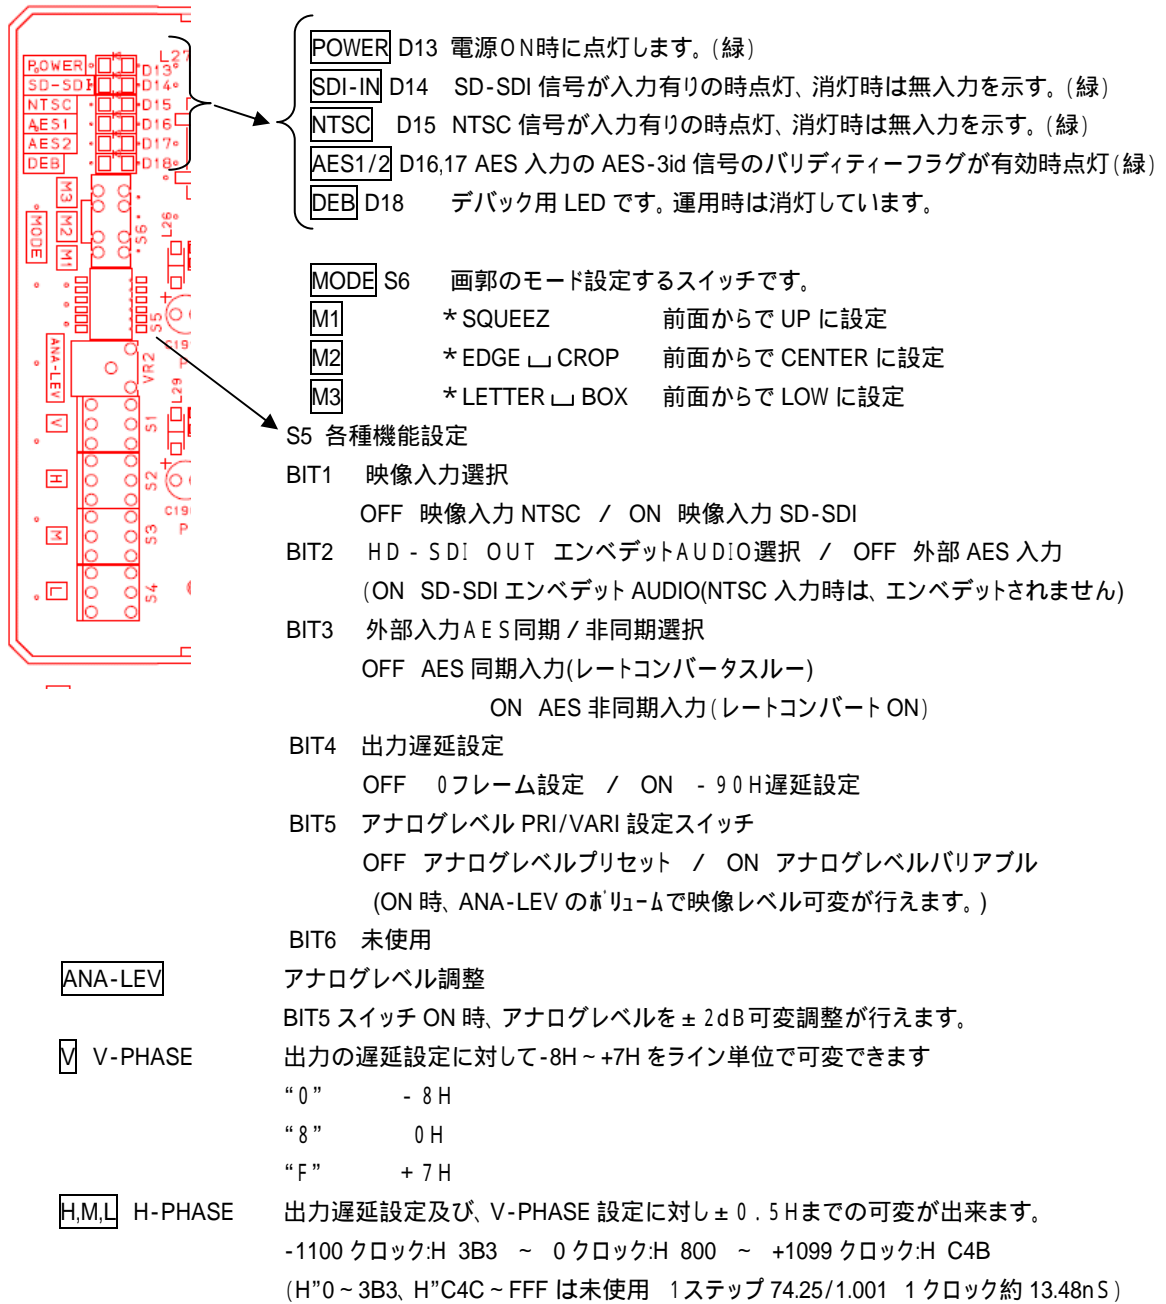 POWER D13 電源ON時に点灯します。(緑)
SDI-IN D14 SD-SDI 信号が入力有りの時点灯、消灯時は無入力を示す。(緑)
NTSC D15 NTSC 信号が入力有りの時点灯、消灯時は無入力を示す。(緑)
AES1/2 D16,17 AES 入力の AES-3id 信号のバリディティーフラグが有効時点灯(緑)
DEB D18 デバック用 LED です。運用時は消灯しています。
POWER D13 L27
SD-SDI D14
NTSC D15
AES1 D16
AES2 D17
DEB D18
M3
M2
M1
MODE
S6
L26
S5
C19
ANA-LEV
VR2
P
L29
V S1
H S2
C19
M S3
P
L S4
MODE S6 画郭のモード設定するスイッチです。
M1 *SQUEEZ 前面からで UP に設定
M2 *EDGE ⎵ CROP 前面からで CENTER に設定
M3 *LETTER ⎵ BOX 前面からで LOW に設定
S5 各種機能設定
BIT1 映像入力選択
OFF 映像入力 NTSC / ON 映像入力 SD-SDI
BIT2 HD-SDI OUT エンベデットAUDIO選択 / OFF 外部 AES 入力
(ON SD-SDI エンベデット AUDIO(NTSC 入力時は、エンベデットされません)
BIT3 外部入力AES同期/非同期選択
OFF AES 同期入力(レートコンバータスルー)
ON AES 非同期入力(レートコンバート ON)
BIT4 出力遅延設定
OFF 0フレーム設定 / ON -90H遅延設定
BIT5 アナログレベル PRI/VARI 設定スイッチ
OFF アナログレベルプリセット / ON アナログレベルバリアブル
(ON 時、ANA-LEV のﾎﾞﾘｭｰﾑで映像レベル可変が行えます。)
BIT6 未使用
ANA-LEV アナログレベル調整
BIT5 スイッチ ON 時、アナログレベルを±2dB可変調整が行えます。
V V-PHASE 出力の遅延設定に対して-8H~+7H をライン単位で可変できます
“0” -8H
“8” 0H
“F” +7H
H,M,L H-PHASE 出力遅延設定及び、V-PHASE 設定に対し±0.5Hまでの可変が出来ます。
-1100 クロック:H 3B3 ~ 0 クロック:H 800 ~ +1099 クロック:H C4B
(H"0~3B3、H"C4C~FFF は未使用 1ステップ 74.25/1.001 1 クロック約 13.48nS)